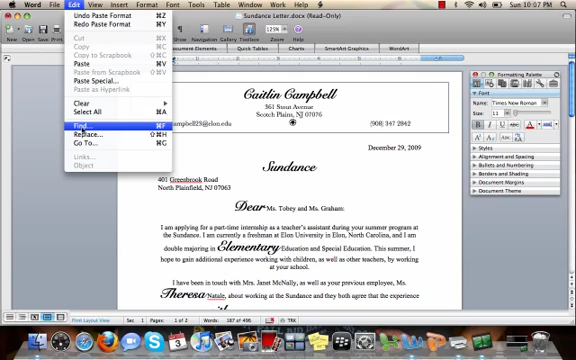 Word File Edit View Insert Format Font Tools Table Window Work Help Sun 10:07 PM
Sundance Letter.docx (Read-Only)
Undo Paste Format ⌘Z
Redo Paste Format ⌘Y
Cut ⌘X
Copy ⌘C
Copy to Scrapbook ⇧⌘C
Paste ⌘V
Paste from Scrapbook ⇧⌘V
Paste Special...
Paste as Hyperlink
Clear
Select All ⌘A
Find... ⌘F
Replace... ⇧⌘H
Go To... ⌘G
Links...
Object
New Open Save
Show Navigation Gallery Toolbox Zoom Help
125%
Document Elements Quick Tables Charts SmartArt Graphics WordArt
Caitlin Campbell
361 Susan Avenue
Scotch Plains, NJ 07076
campbell23@elon.edu (908) 347 2842
December 29, 2009
Sundance
401 Greenbrook Road
North Plainfield, NJ 07063
Dear Ms. Tobey and Ms. Graham:
I am applying for a part-time internship as a teacher's assistant during your summer program at
the Sundance. I am currently a freshman at Elon University in Elon, North Carolina, and I am
double majoring in Elementary Education and Special Education. This summer, I
hope to gain additional experience working with children, as well as other teachers, by working
at your school.
I have been in touch with Mrs. Janet McNally, as well as your previous employee, Ms.
Theresa Natale, about working at the Sundance and they both agree that the experience
Formatting Palette
Font
Name: Times New Roman
Size: 11
Styles
Alignment and Spacing
Bullets and Numbering
Document Margins
Document Theme
Print Layout View Sec 1 Pages: 1 of 2 Words: 187 of 496 TRK